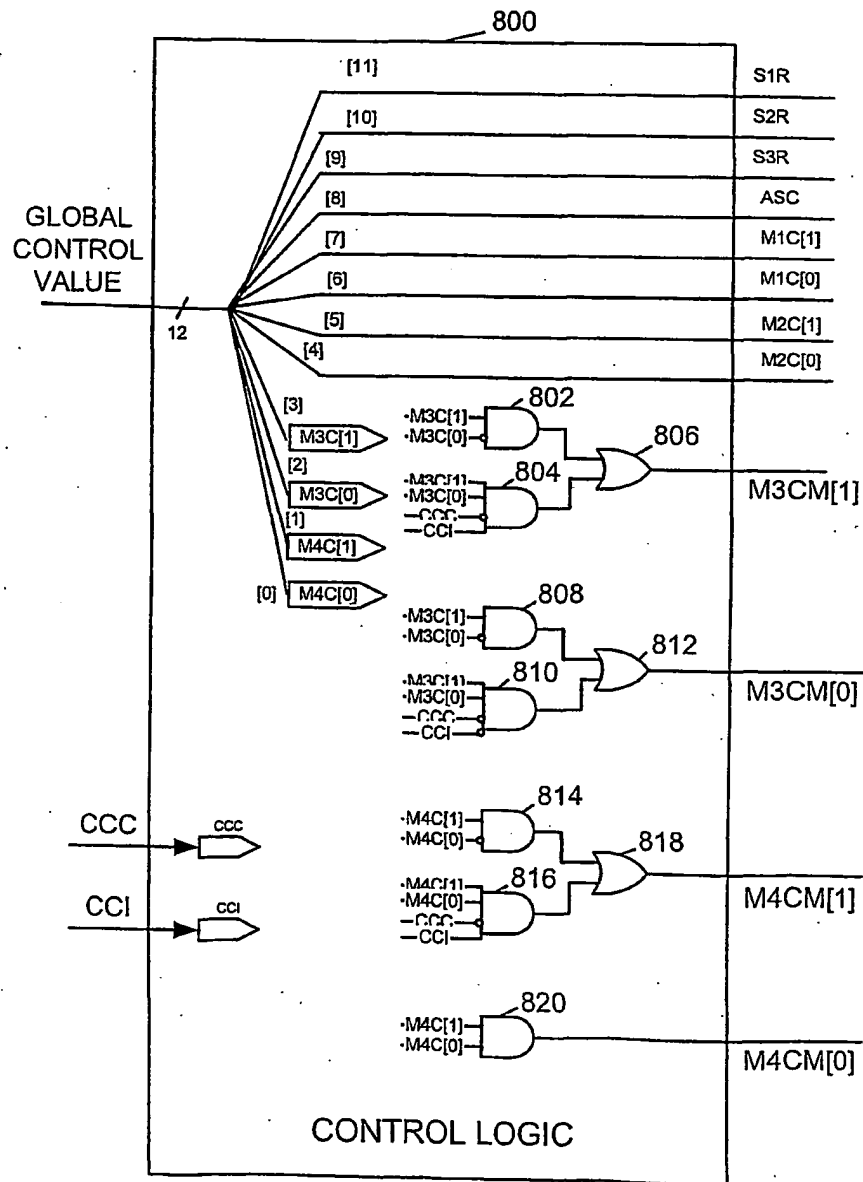 800
[11]
S1R
[10]
S2R
[9]
S3R
[8]
ASC
[7]
M1C[1]
[6]
M1C[0]
[5]
M2C[1]
[4]
M2C[0]
GLOBAL
CONTROL
VALUE
12
[3]
M3C[1]
[2]
M3C[0]
[1]
M4C[1]
[0]
M4C[0]
M3C[1]
M3C[0]
802
M3C[1]
M3C[0]
CCC
CCI
804
806
M3CM[1]
M3C[1]
M3C[0]
808
M3C[1]
M3C[0]
CCC
CCI
810
812
M3CM[0]
CCC
CCC
CCI
CCI
M4C[1]
M4C[0]
814
M4C[1]
M4C[0]
CCC
CCI
816
818
M4CM[1]
M4C[1]
M4C[0]
820
M4CM[0]
CONTROL LOGIC